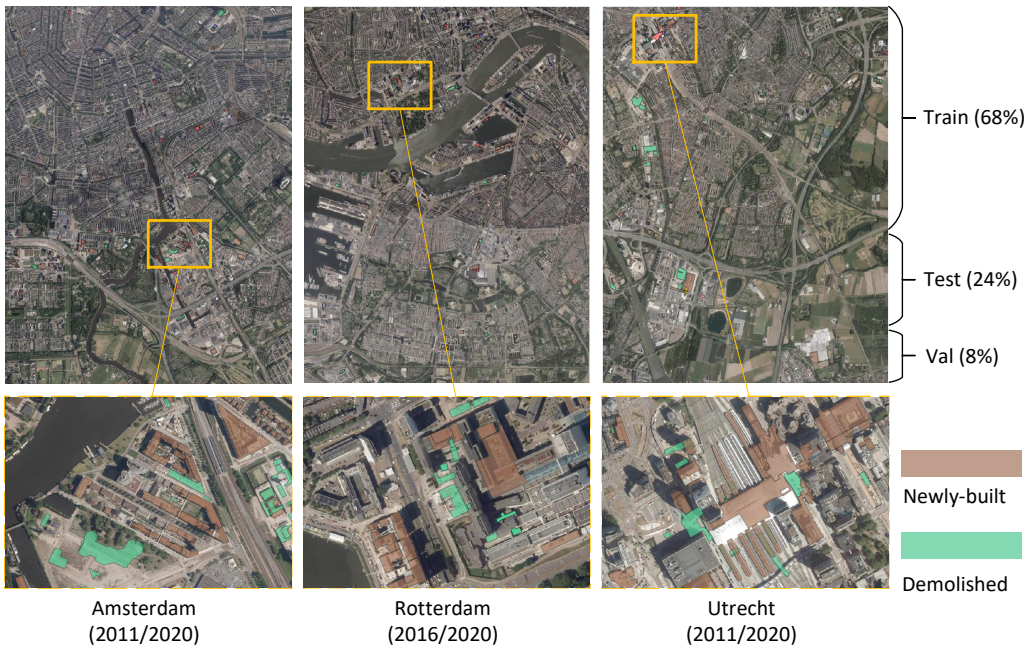 Train (68%)
Test (24%)
Val (8%)
Newly-built
Demolished
Amsterdam
(2011/2020)
Rotterdam
(2016/2020)
Utrecht
(2011/2020)